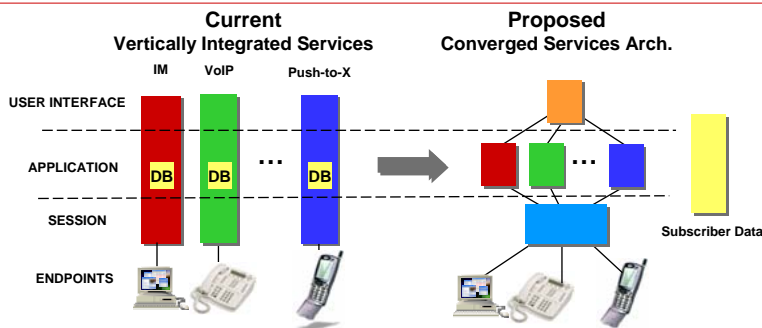 Current
Vertically Integrated Services
Proposed
Converged Services Arch.
IM
VoIP
Push-to-X
USER INTERFACE
APPLICATION
DB
DB
...
DB
...
SESSION
Subscriber Data
ENDPOINTS